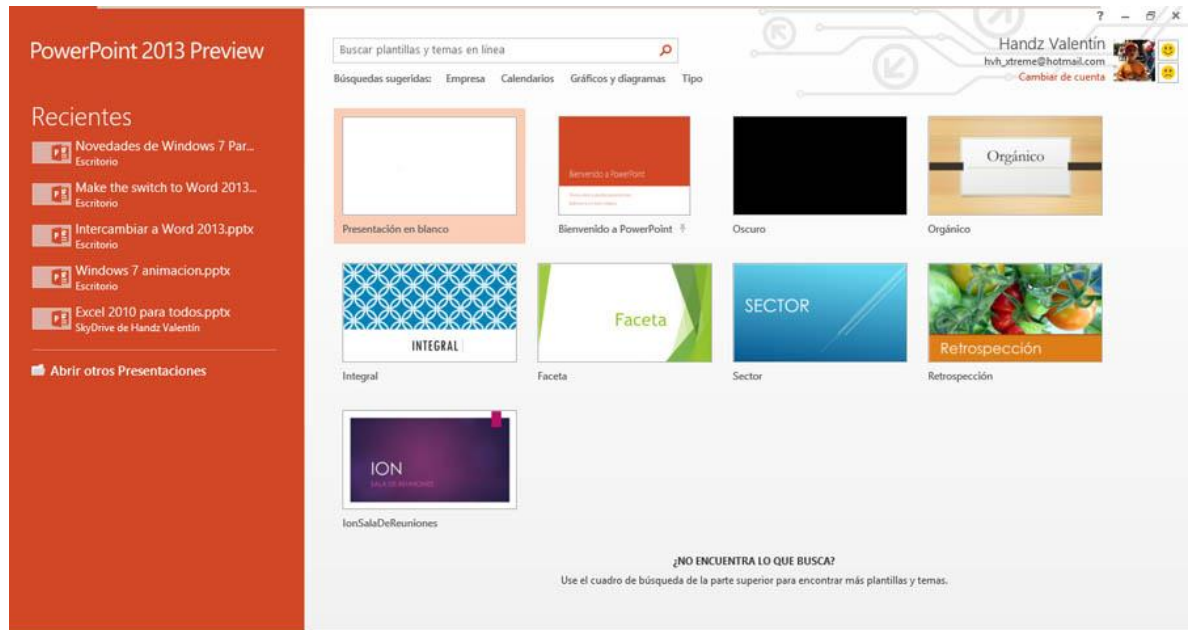 PowerPoint 2013 Preview
Recientes
Novedades de Windows 7 Par...
Escritorio
Make the switch to Word 2013...
Escritorio
Intercambiar a Word 2013.pptx
Escritorio
Windows 7 animacion.pptx
Escritorio
Excel 2010 para todos.pptx
SkyDrive de Handz Valentín
Abrir otros Presentaciones
?
Handz Valentín
hvh_xtreme@hotmail.com
Cambiar de cuenta
Buscar plantillas y temas en línea
Búsquedas sugeridas: Empresa Calendarios Gráficos y diagramas Tipo
Presentación en blanco
Bienvenido a PowerPoint
Bienvenido a PowerPoint
Oscuro
Orgánico
Orgánico
INTEGRAL
Integral
Faceta
Faceta
SECTOR
Sector
Retrospección
Retrospección
ION
SALA DE REUNIONES
IonSalaDeReuniones
¿NO ENCUENTRA LO QUE BUSCA?
Use el cuadro de búsqueda de la parte superior para encontrar más plantillas y temas.